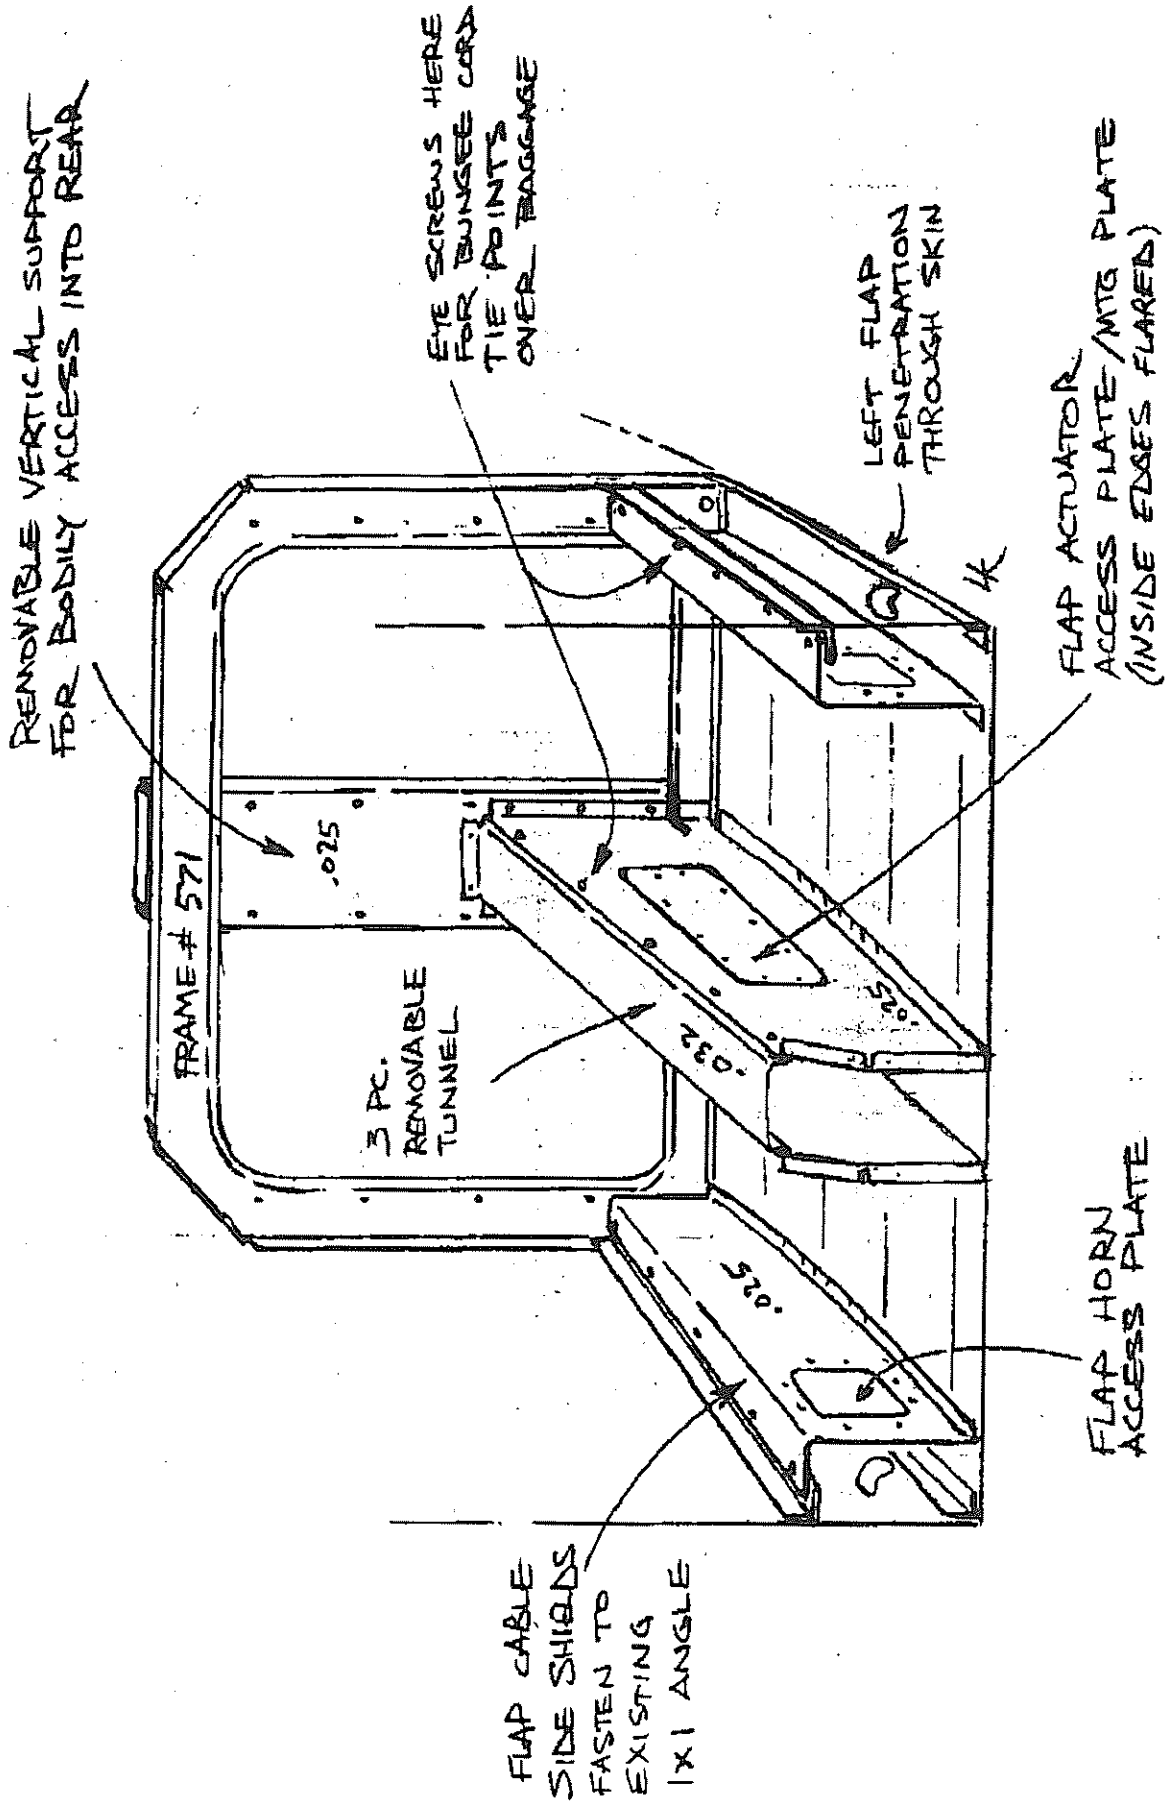 REMOVABLE VERTICAL SUPPORT
FOR BODILY ACCESS INTO REAR
FRAME # 571
.025
EYE SCREWS HERE
FOR BUNGEE CORD
TIE POINTS
OVER BAGGAGE
3 PC.
REMOVABLE
TUNNEL
.032
.025
.025
FLAP CABLE
SIDE SHIELDS
FASTEN TO
EXISTING
1X1 ANGLE
LEFT FLAP
PENETRATION
THROUGH SKIN
FLAP HORN
ACCESS PLATE
FLAP ACTUATOR
ACCESS PLATE/MTG PLATE
(INSIDE EDGES FLARED)